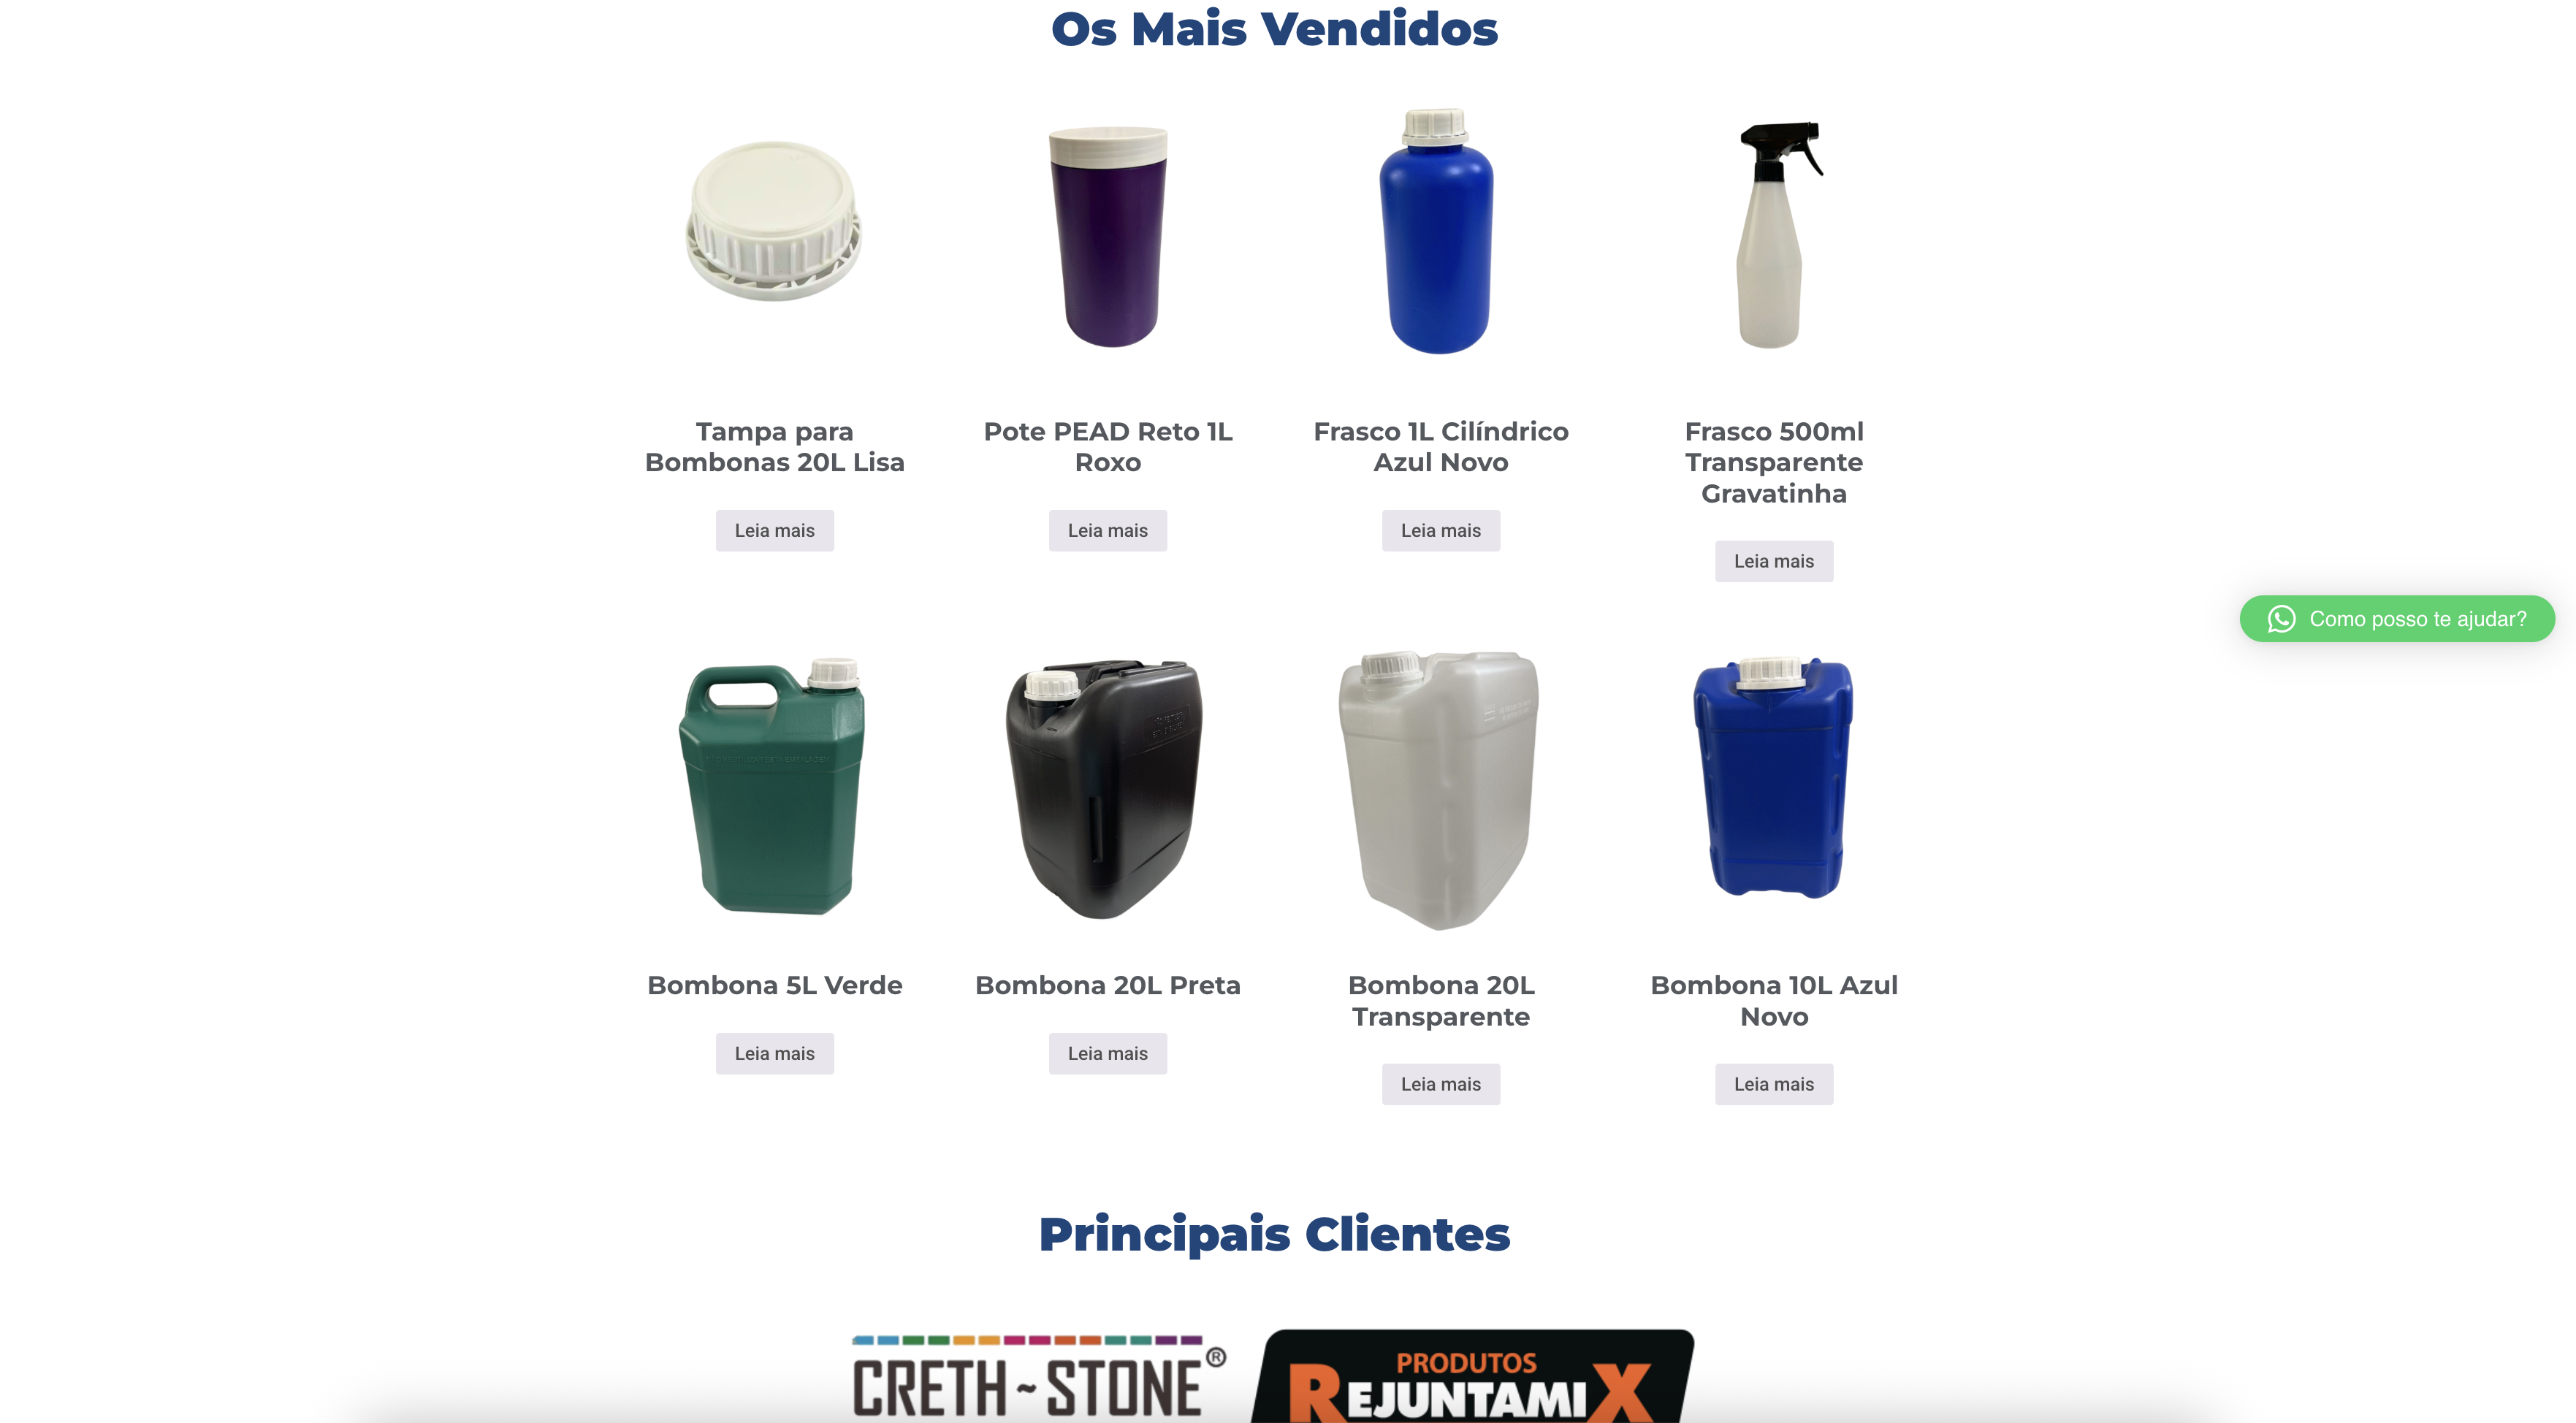 Os Mais Vendidos
Tampa para
Bombonas 20L Lisa
Leia mais
Pote PEAD Reto 1L
Roxo
Leia mais
Frasco 1L Cilíndrico
Azul Novo
Leia mais
Frasco 500ml
Transparente
Gravatinha
Leia mais
Como posso te ajudar?
Bombona 5L Verde
Leia mais
Bombona 20L Preta
Leia mais
Bombona 20L
Transparente
Leia mais
Bombona 10L Azul
Novo
Leia mais
Principais Clientes
CRETH ~ STONE ®
PRODUTOS
REJUNTAMIX